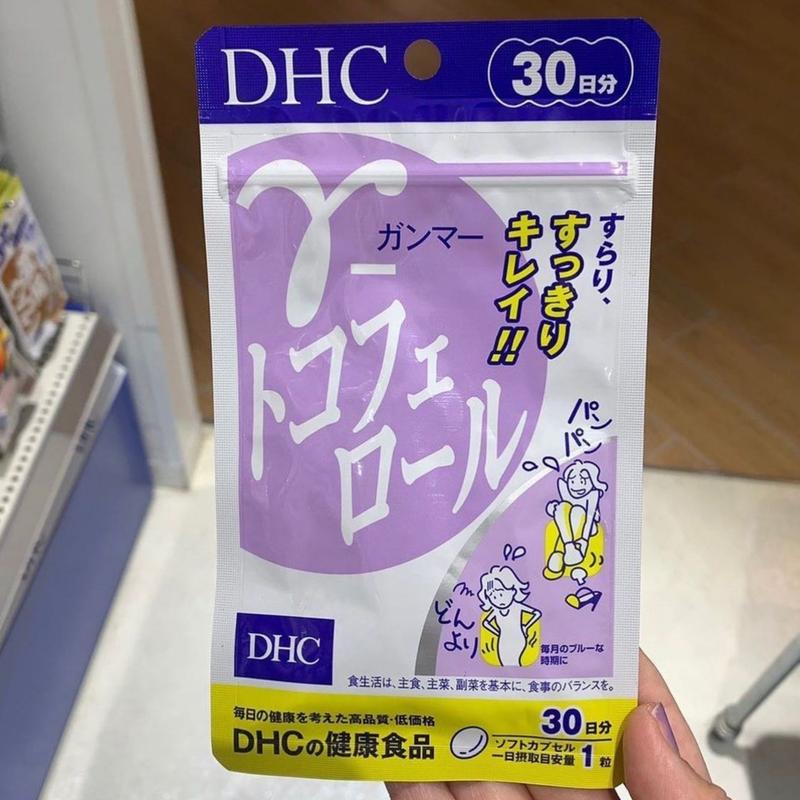 DHC
30日分
γ-
ガンマー
トコフェ
ロール
すらり、
すっきり
キレイ!!
パン
パン
どん
より
毎月のブルーな
時期に
DHC
食生活は、主食、主菜、副菜を基本に、食事のバランスを。
毎日の健康を考えた高品質・低価格
DHCの健康食品
30日分
ソフトカプセル
一日摂取目安量 1粒